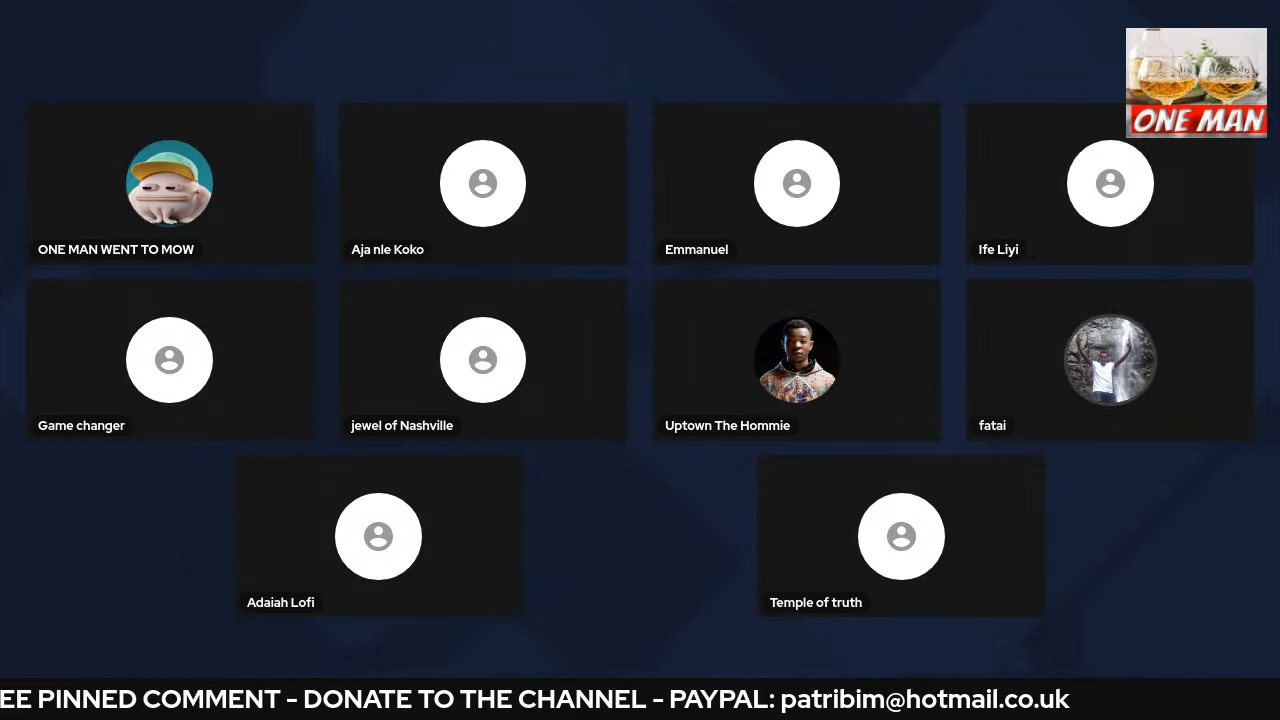 ONE MAN
ONE MAN WENT TO MOW
Aja nle Koko
Emmanuel
Ife Liyi
Game changer
jewel of Nashville
Uptown The Hommie
fatai
Adaiah Lofi
Temple of truth
EE PINNED COMMENT - DONATE TO THE CHANNEL - PAYPAL: patribim@hotmail.co.uk